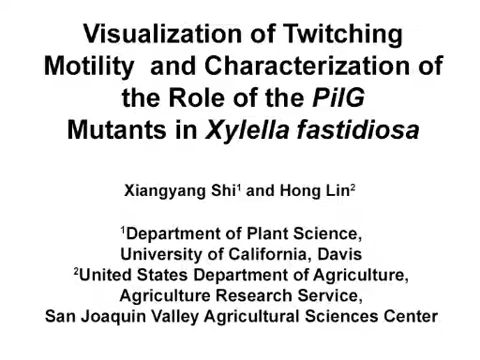 Visualization of Twitching
Motility and Characterization of
the Role of the PilG
Mutants in Xylella fastidiosa
Xiangyang Shi¹ and Hong Lin²
¹Department of Plant Science,
University of California, Davis
²United States Department of Agriculture,
Agriculture Research Service,
San Joaquin Valley Agricultural Sciences Center